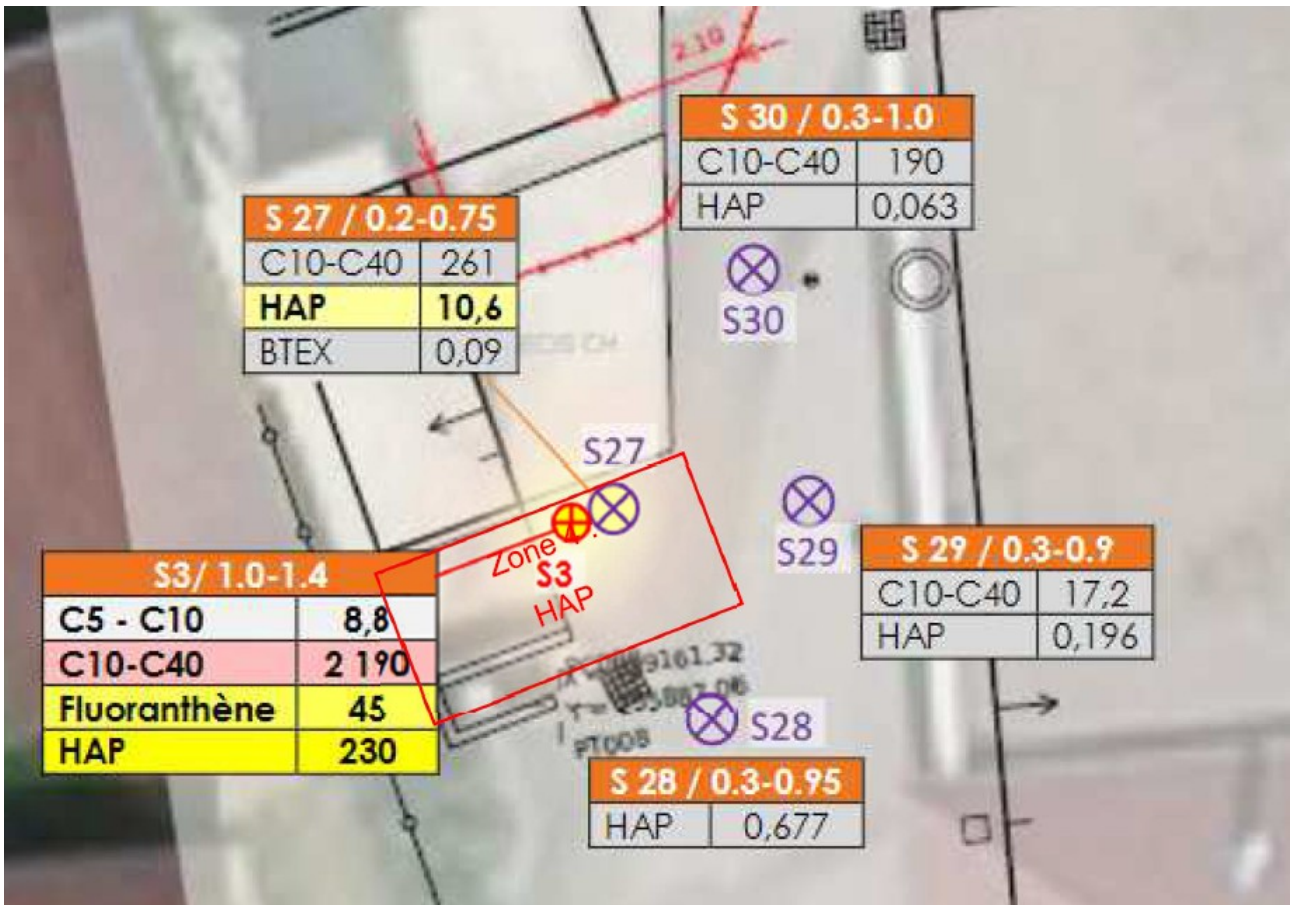 2.10
S 30 / 0.3-1.0
C10-C40 190
HAP 0,063
S 27 / 0.2-0.75
C10-C40 261
HAP 10,6
BTEX 0,09
S30
S27
S29
S3/ 1.0-1.4
C5 - C10 8,8
C10-C40 2 190
Fluoranthène 45
HAP 230
Zone
S3
HAP
S 29 / 0.3-0.9
C10-C40 17,2
HAP 0,196
PT008
S28
S 28 / 0.3-0.95
HAP 0,677